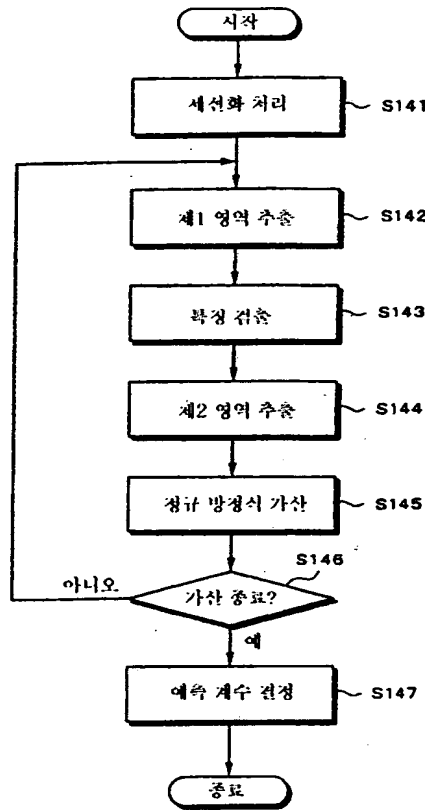 시작
세선화 처리 S141
제1 영역 추출 S142
특징 검출 S143
제2 영역 추출 S144
정규 방정식 가산 S145
S146
아니오 가산 종료?
예
예측 계수 결정 S147
종료